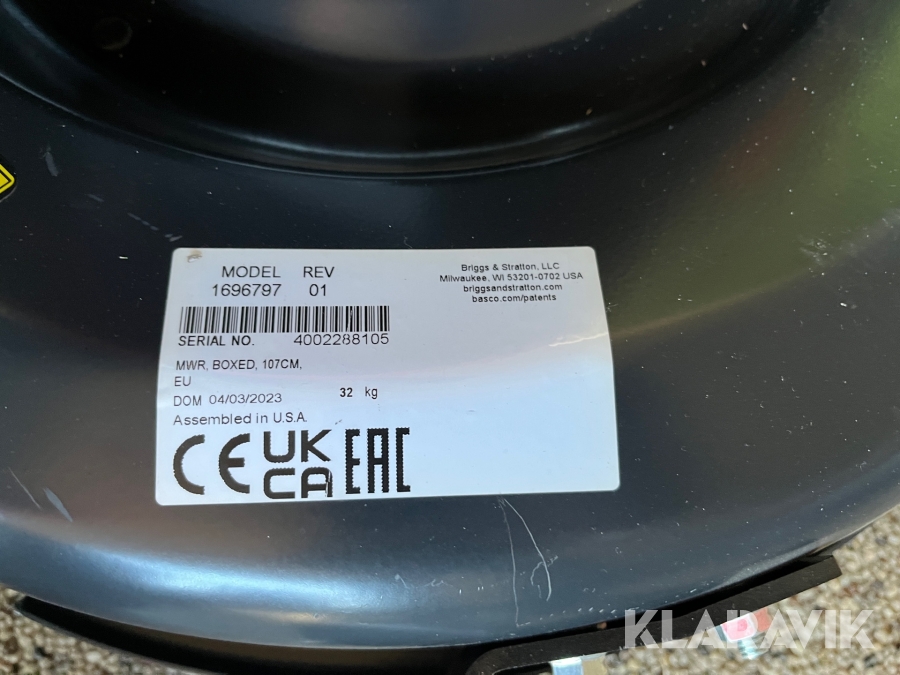 MODEL REV
1696797 01
Briggs & Stratton, LLC
Milwaukee, WI 53201-0702 USA
briggsandstratton.com
basco.com/patents
SERIAL NO. 4002288105
MWR, BOXED, 107CM,
EU
DOM 04/03/2023 32 kg
Assembled in U.S.A.
CE UK
CA EAC
KLARAVIK